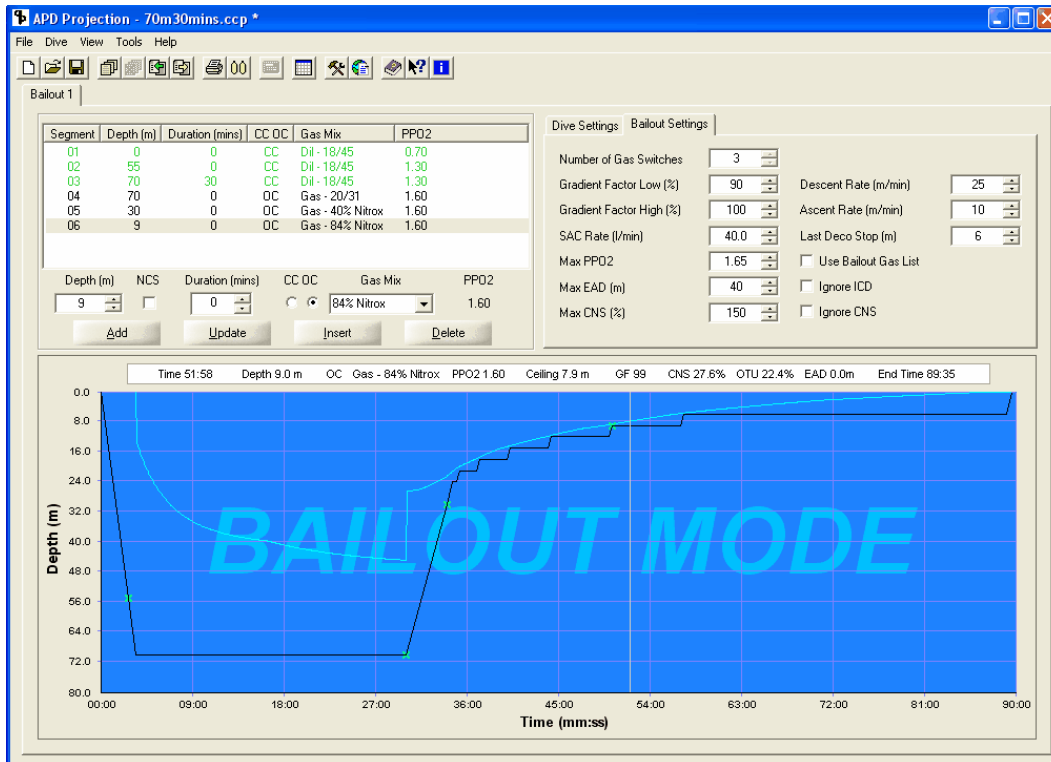 APD Projection - 70m30mins.ccp *
File Dive View Tools Help
Bailout 1
Segment Depth (m) Duration (mins) CC OC Gas Mix PPO2
01 0 0 CC Dil - 18/45 0.70
02 55 0 CC Dil - 18/45 1.30
03 70 30 CC Dil - 18/45 1.30
04 70 0 OC Gas - 20/31 1.60
05 30 0 OC Gas - 40% Nitrox 1.60
06 9 0 OC Gas - 84% Nitrox 1.60
Depth (m) NCS Duration (mins) CC OC Gas Mix PPO2
9 0 84% Nitrox 1.60
Add Update Insert Delete
Dive Settings Bailout Settings
Number of Gas Switches 3
Gradient Factor Low (%) 90 Descent Rate (m/min) 25
Gradient Factor High (%) 100 Ascent Rate (m/min) 10
SAC Rate (l/min) 40.0 Last Deco Stop (m) 6
Max PPO2 1.65 Use Bailout Gas List
Max EAD (m) 40 Ignore ICD
Max CNS (%) 150 Ignore CNS
Time 51:58 Depth 9.0 m OC Gas - 84% Nitrox PPO2 1.60 Ceiling 7.9 m GF 99 CNS 27.6% OTU 22.4% EAD 0.0m End Time 89:35
0.0
8.0
16.0
24.0
32.0
40.0
48.0
56.0
64.0
72.0
80.0
Depth (m)
BAILOUT MODE
00:00 09:00 18:00 27:00 36:00 45:00 54:00 63:00 72:00 81:00 90:00
Time (mm:ss)